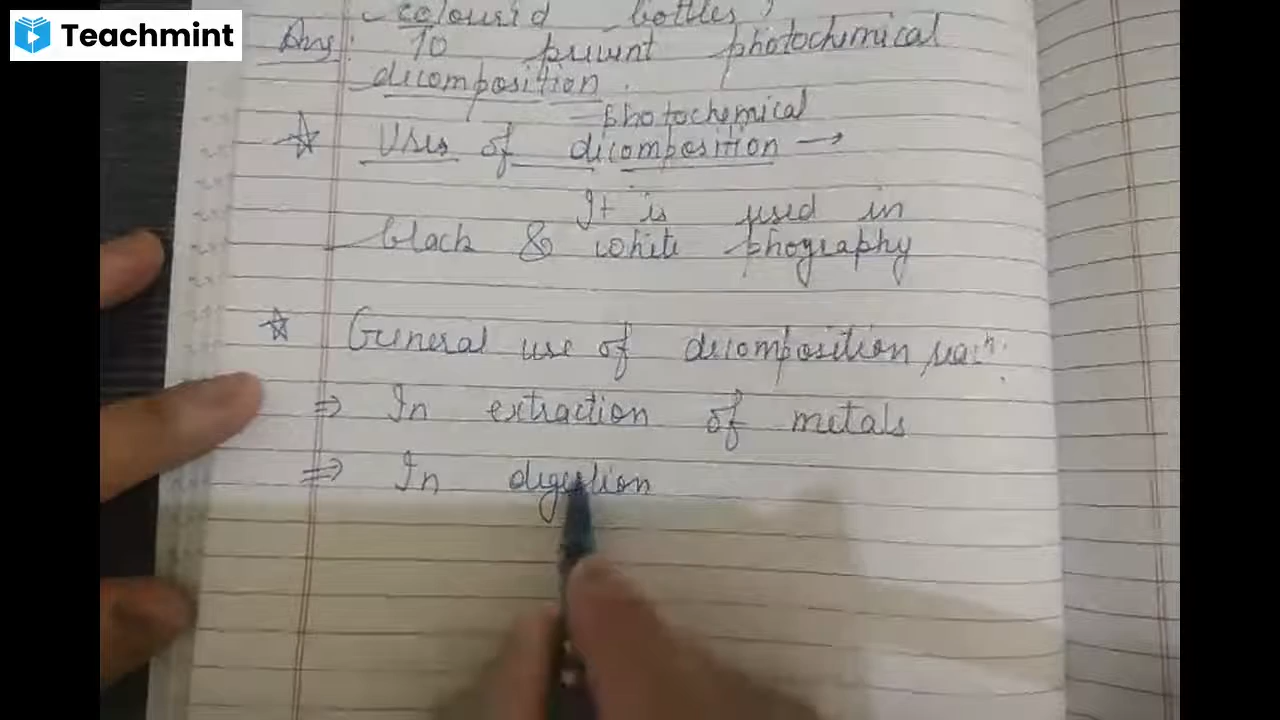 Teachmint
coloured bottles?
Ans: To prevent photochemical
decomposition.
photochemical
Uses of decomposition →
It is used in
black & white phography
☆ General use of decomposition reacⁿ.
⇒ In extraction of metals
⇒ In digestion